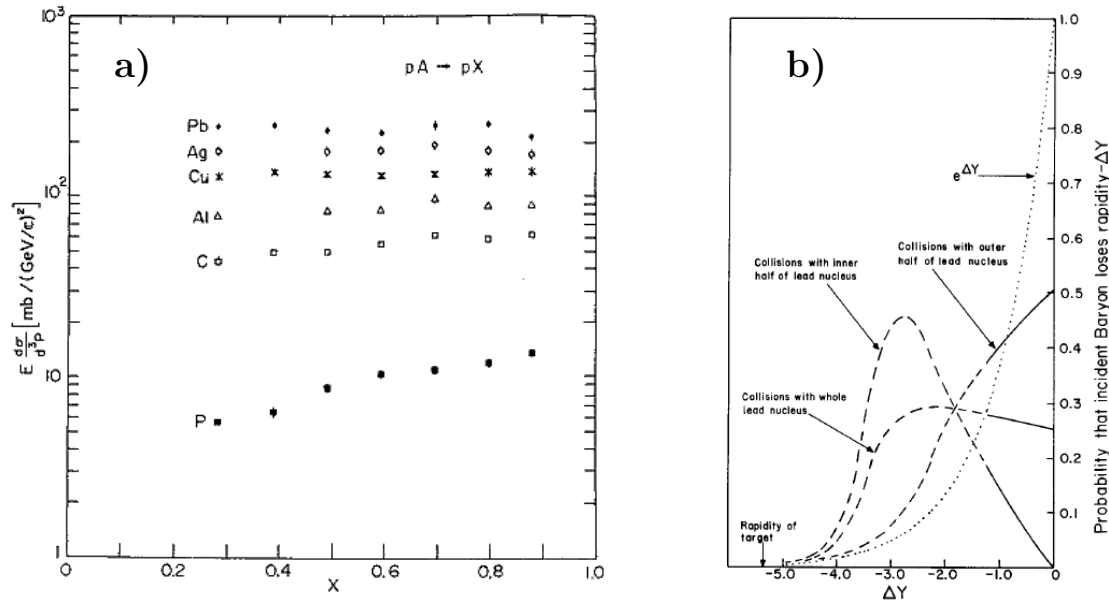 a)
pA → pX
10³
10²
10
1
E dσ/d³p [mb/(GeV/c)²]
Pb
Ag
Cu
Al
C
P
0 0.2 0.4 0.6 0.8 1.0
X
b)
e^ΔY
Collisions with outer
half of lead nucleus
Collisions with inner
half of lead nucleus
Collisions with whole
lead nucleus
Rapidity of
target
-5.0 -4.0 -3.0 -2.0 -1.0 0
ΔY
1.0
0.9
0.8
0.7
0.6
0.5
0.4
0.3
0.2
0.1
Probability that incident Baryon loses rapidity-ΔY